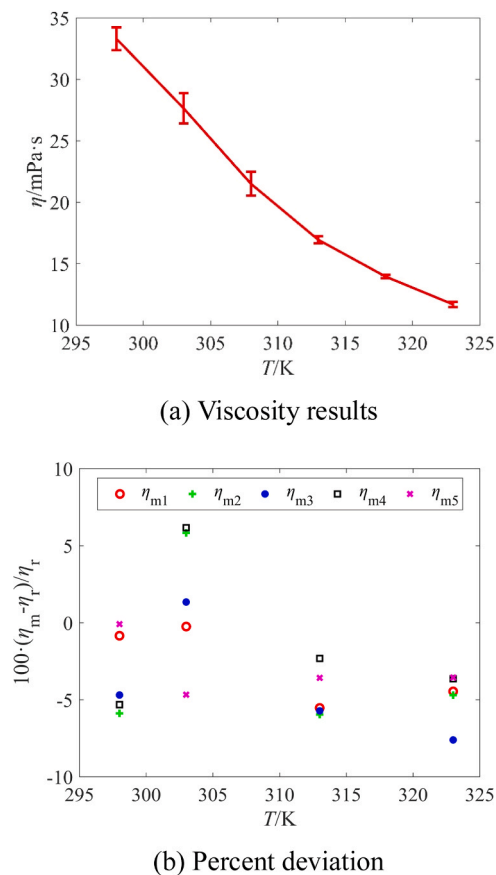 35
30
25
20
15
10
η/mPa·s
295 300 305 310 315 320 325
T/K
(a) Viscosity results
10
5
0
-5
-10
100·(ηm-ηr)/ηr
ηm1 ηm2 ηm3 ηm4 ηm5
295 300 305 310 315 320 325
T/K
(b) Percent deviation